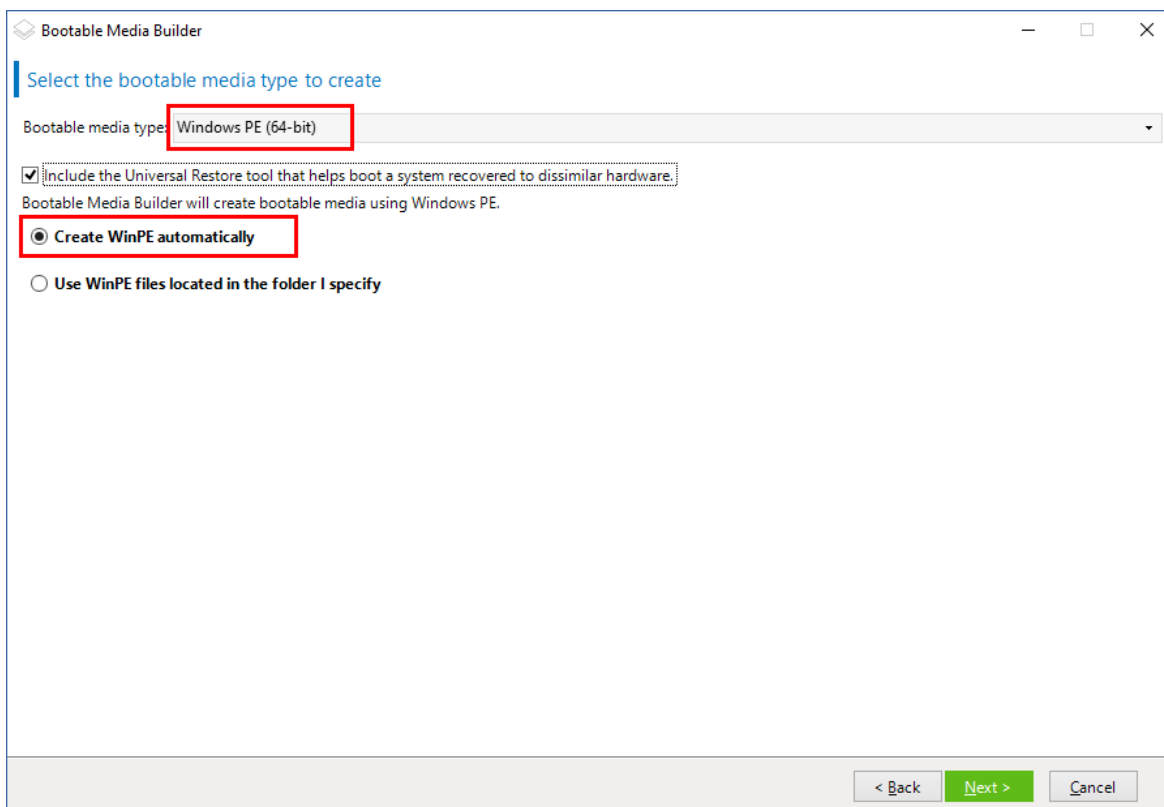 Bootable Media Builder
Select the bootable media type to create
Bootable media type: Windows PE (64-bit)
Include the Universal Restore tool that helps boot a system recovered to dissimilar hardware.
Bootable Media Builder will create bootable media using Windows PE.
Create WinPE automatically
Use WinPE files located in the folder I specify
< Back Next > Cancel